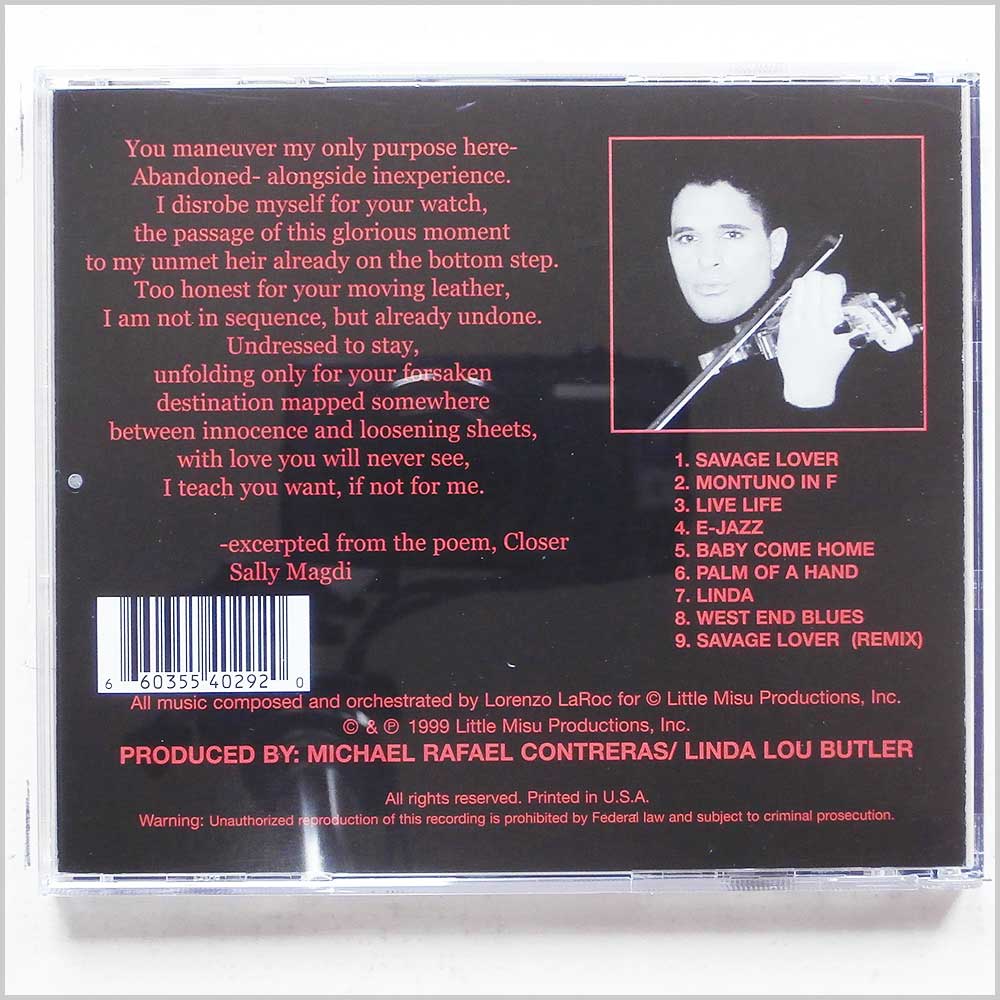 You maneuver my only purpose here-
Abandoned- alongside inexperience.
I disrobe myself for your watch,
the passage of this glorious moment
to my unmet heir already on the bottom step.
Too honest for your moving leather,
I am not in sequence, but already undone.
Undressed to stay,
unfolding only for your forsaken
destination mapped somewhere
between innocence and loosening sheets,
with love you will never see,
I teach you want, if not for me.
-excerpted from the poem, Closer
Sally Magdi
1. SAVAGE LOVER
2. MONTUNO IN F
3. LIVE LIFE
4. E-JAZZ
5. BABY COME HOME
6. PALM OF A HAND
7. LINDA
8. WEST END BLUES
9. SAVAGE LOVER (REMIX)
6 60355 40292 0
All music composed and orchestrated by Lorenzo LaRoc for © Little Misu Productions, Inc.
© & ℗ 1999 Little Misu Productions, Inc.
PRODUCED BY: MICHAEL RAFAEL CONTRERAS/ LINDA LOU BUTLER
All rights reserved. Printed in U.S.A.
Warning: Unauthorized reproduction of this recording is prohibited by Federal law and subject to criminal prosecution.